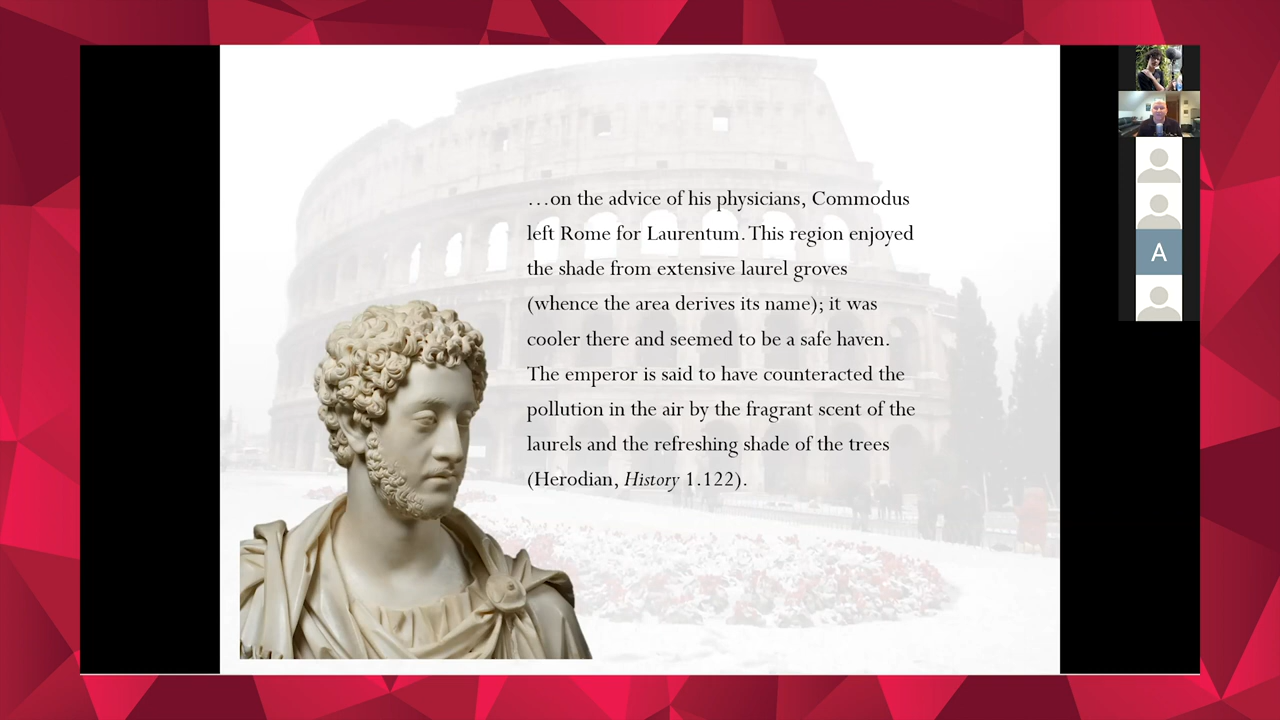 …on the advice of his physicians, Commodus
left Rome for Laurentum. This region enjoyed
the shade from extensive laurel groves
(whence the area derives its name); it was
cooler there and seemed to be a safe haven.
The emperor is said to have counteracted the
pollution in the air by the fragrant scent of the
laurels and the refreshing shade of the trees
(Herodian, History 1.122).
A